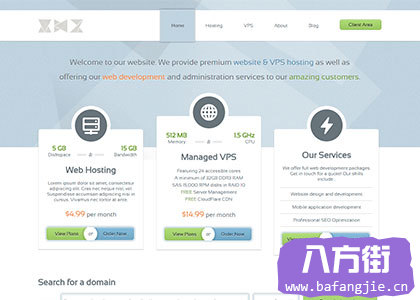 XMZ
Home
Hosting
VPS
About
Blog
Client Area
Welcome to our website. We provide premium website & VPS hosting as well as
offering our web development and administration services to our amazing customers.
5 GB
Diskspace
&
15 GB
Bandwidth
Web Hosting
Lorem ipsum dolor sit amet, consectetur
adipiscing elit. Cras nec neque nisl, est
Suspendisse accumsan adipiscing cursus et
cursus. Vivamus nec lobortis ante.
$4.99 per month
View Plans
or
Order Now
512 MB
Memory
&
1.5 GHz
CPU
Managed VPS
Featuring 24 accessible cores
A minimum of 32GB DDR3 RAM
SAS 15,000 RPM disks in RAID 10
FREE Server Management
FREE CloudFlare CDN
$14.99 per month
View Plans
or
Order Now
Our Services
We offer full web development packages.
Get in touch for a quote! Our skills
include:
Website design and development
Mobile application development
Professional SEO Optimization
Search for a domain
八方街
www.bafangjie.cn